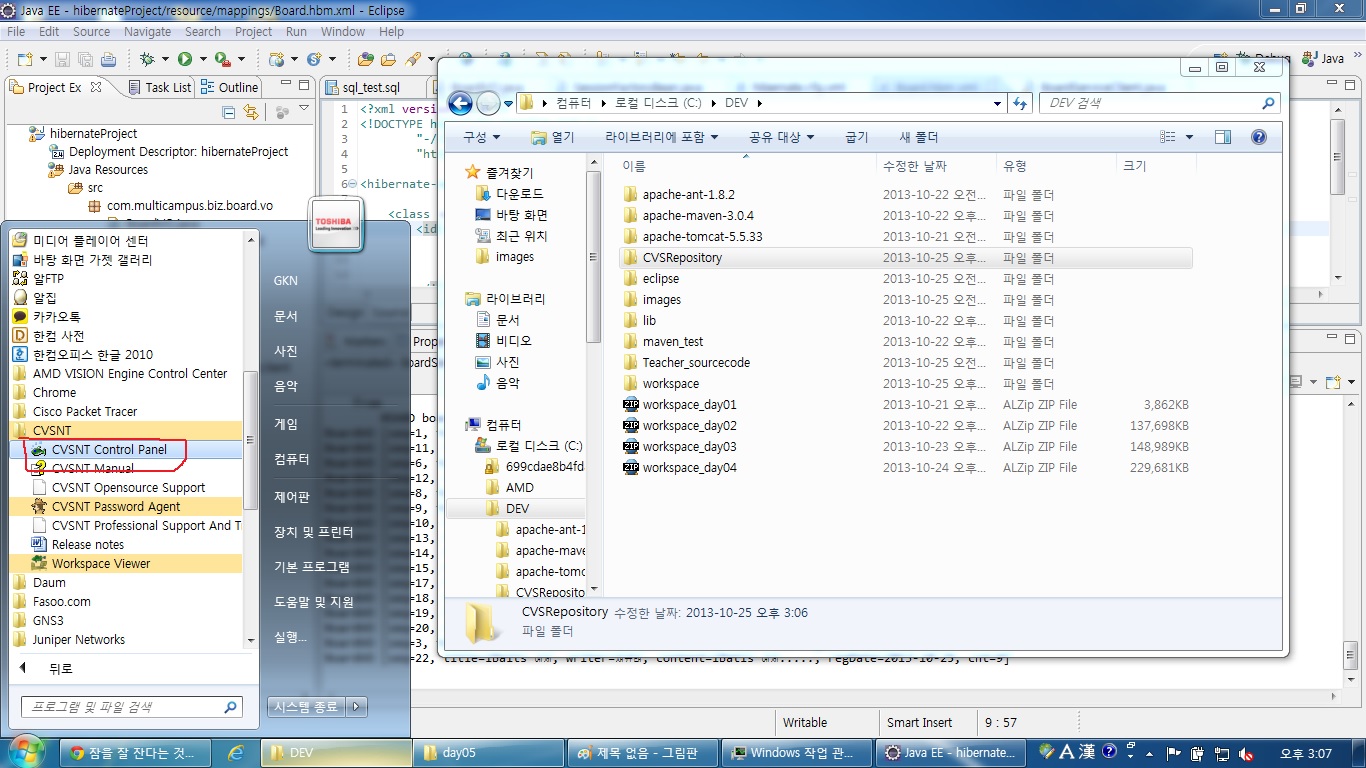 Java EE - hibernateProject/resource/mappings/Board.hbm.xml - Eclipse
File Edit Source Navigate Search Project Run Window Help
Debug Java
Project Ex Task List Outline
sql_test.sql
hibernateProject
Deployment Descriptor: hibernateProject
Java Resources
src
com.multicampus.biz.board.vo
1 <?xml versi
2 <!DOCTYPE h
3 "-/
4 "ht
5
6 <hibernate-
<class
<id
컴퓨터 로컬 디스크 (C:) DEV
DEV 검색
구성 열기 라이브러리에 포함 공유 대상 굽기 새 폴더
즐겨찾기
다운로드
바탕 화면
최근 위치
images
라이브러리
문서
비디오
사진
음악
컴퓨터
로컬 디스크 (C:)
699cdae8b4fd
AMD
DEV
apache-ant-1
apache-mave
apache-tomc
CVSReposito
이름 수정한 날짜 유형 크기
apache-ant-1.8.2 2013-10-22 오전... 파일 폴더
apache-maven-3.0.4 2013-10-22 오후... 파일 폴더
apache-tomcat-5.5.33 2013-10-21 오전... 파일 폴더
CVSRepository 2013-10-25 오후... 파일 폴더
eclipse 2013-10-25 오전... 파일 폴더
images 2013-10-25 오후... 파일 폴더
lib 2013-10-22 오후... 파일 폴더
maven_test 2013-10-22 오후... 파일 폴더
Teacher_sourcecode 2013-10-25 오전... 파일 폴더
workspace 2013-10-25 오전... 파일 폴더
workspace_day01 2013-10-21 오후... ALZip ZIP File 3,862KB
workspace_day02 2013-10-22 오후... ALZip ZIP File 137,698KB
workspace_day03 2013-10-23 오후... ALZip ZIP File 148,989KB
workspace_day04 2013-10-24 오후... ALZip ZIP File 229,681KB
CVSRepository 수정한 날짜: 2013-10-25 오후 3:06
파일 폴더
TOSHIBA
Leading Innovation
미디어 플레이어 센터
바탕 화면 가젯 갤러리
알FTP
알집
카카오톡
한컴 사전
한컴오피스 한글 2010
AMD VISION Engine Control Center
Chrome
Cisco Packet Tracer
CVSNT
CVSNT Control Panel
CVSNT Manual
CVSNT Opensource Support
CVSNT Password Agent
CVSNT Professional Support And T
Release notes
Workspace Viewer
Daum
Fasoo.com
GNS3
Juniper Networks
뒤로
프로그램 및 파일 검색
GKN
문서
사진
음악
게임
컴퓨터
제어판
장치 및 프린터
기본 프로그램
도움말 및 지원
실행...
시스템 종료
Prop
=1,
=11,
=6,
=12,
=8,
=9,
=10,
=13,
=14,
=15,
=17,
=18,
=19,
=20,
=3,
=22,
Writable Smart Insert 9 : 57
잠을 잘 잔다는 것... DEV day05 제목 없음 - 그림판 Windows 작업 관... Java EE - hibernate...
A 漢 오후 3:07